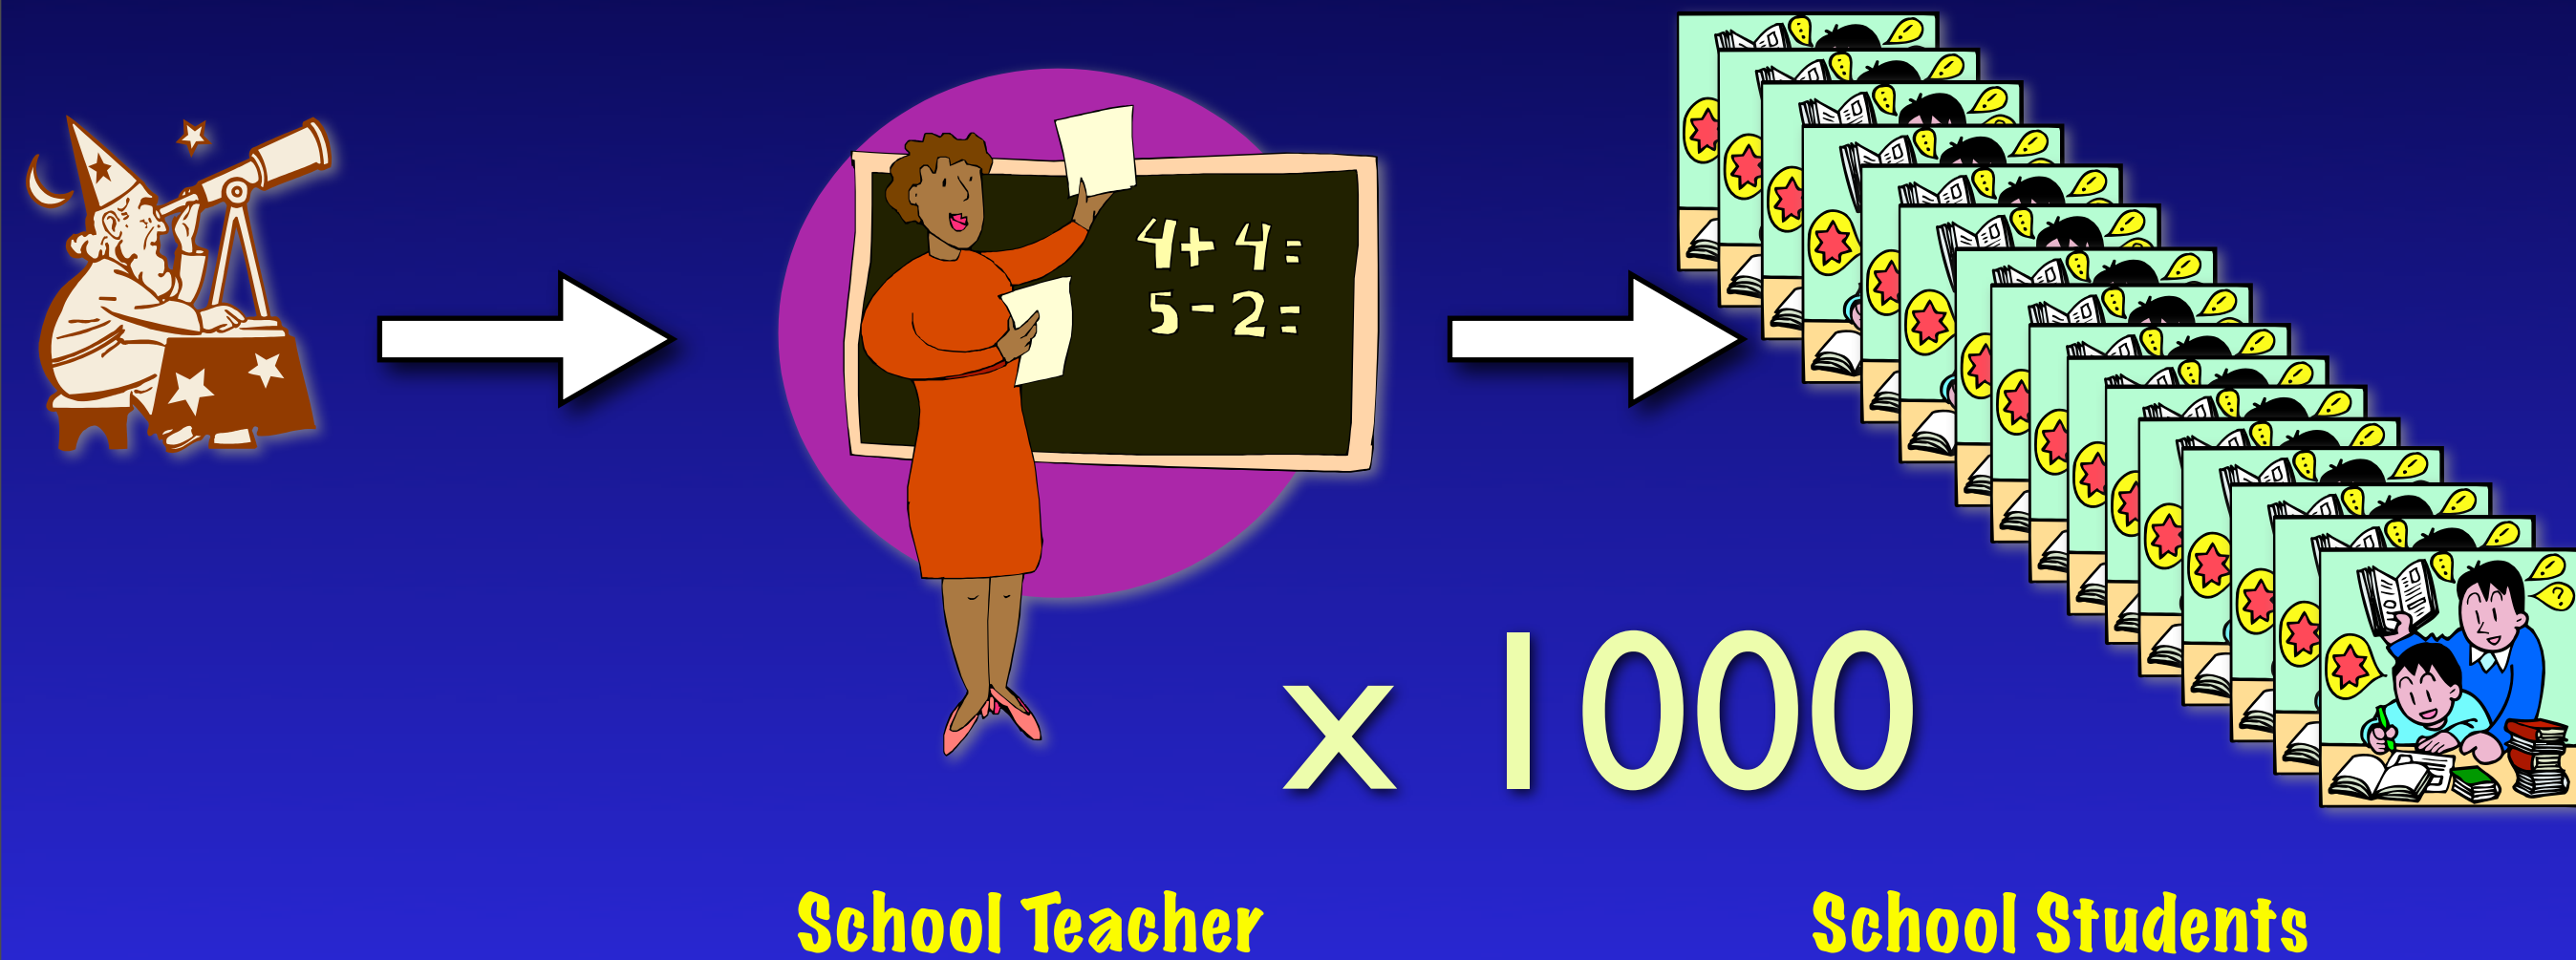 4+ 4=
5 - 2=
x 1000
School Teacher
School Students